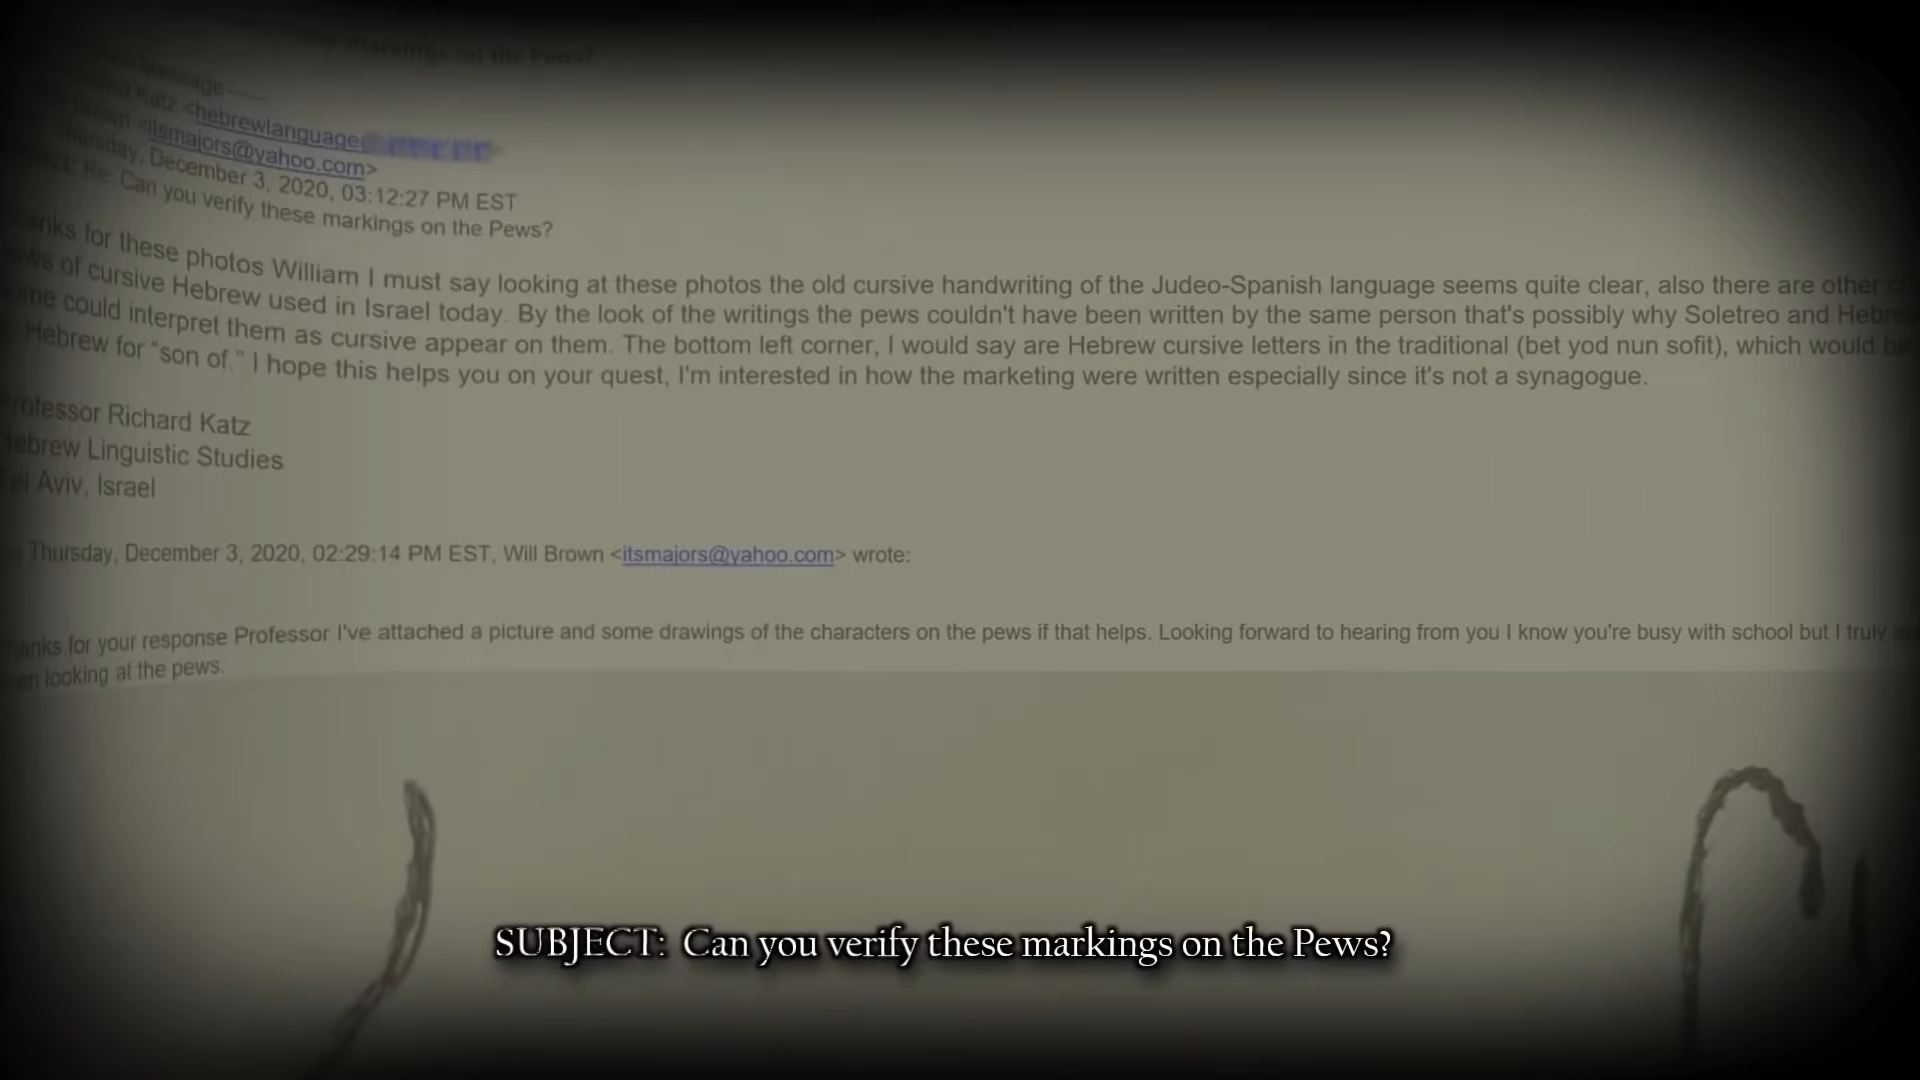 markings on the Pews?
Message -----
Katz <hebrewlanguage@
<itsmajors@yahoo.com>
Thursday, December 3, 2020, 03:12:27 PM EST
Re: Can you verify these markings on the Pews?
for these photos William I must say looking at these photos the old cursive handwriting of the Judeo-Spanish language seems quite clear, also there are other
of cursive Hebrew used in Israel today. By the look of the writings the pews couldn't have been written by the same person that's possibly why Soletreo and
could interpret them as cursive appear on them. The bottom left corner, I would say are Hebrew cursive letters in the traditional (bet yod nun sofit), which would
Hebrew for "son of." I hope this helps you on your quest, I'm interested in how the marketing were written especially since it's not a synagogue.
Professor Richard Katz
Hebrew Linguistic Studies
Tel Aviv, Israel
Thursday, December 3, 2020, 02:29:14 PM EST, Will Brown <itsmajors@yahoo.com> wrote:
for your response Professor I've attached a picture and some drawings of the characters on the pews if that helps. Looking forward to hearing from you I know you're busy with school but I truly
looking at the pews.
SUBJECT: Can you verify these markings on the Pews?